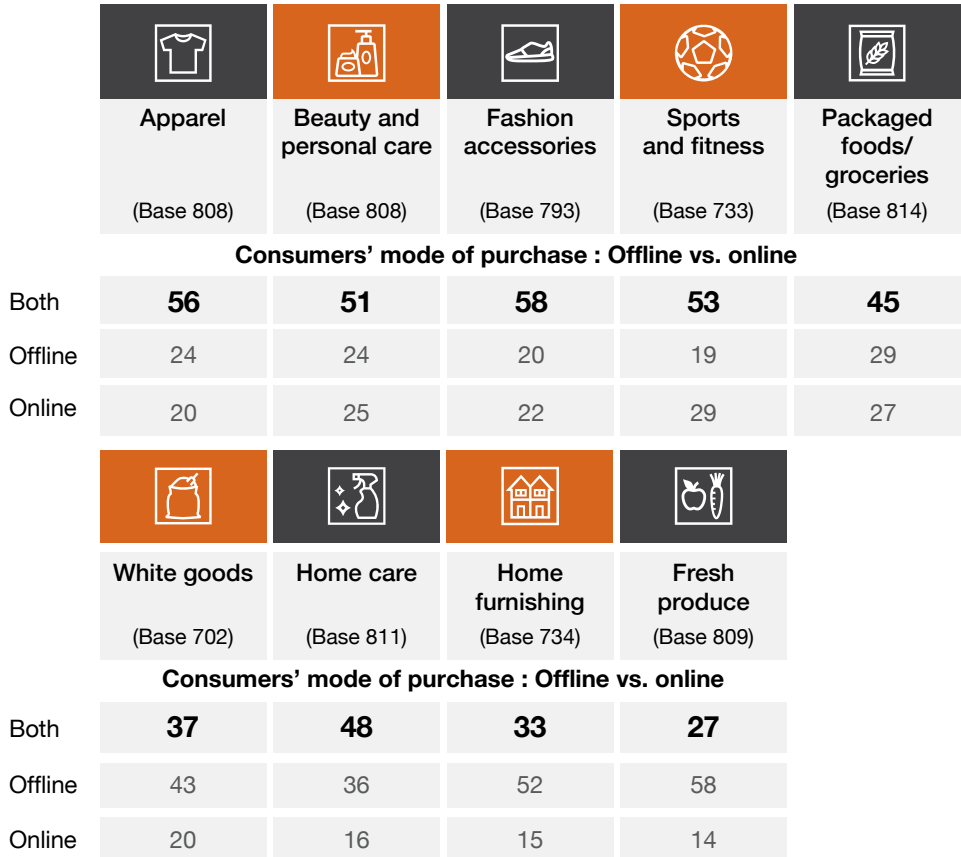 Apparel Beauty and personal care Fashion accessories Sports and fitness Packaged foods/ groceries
(Base 808) (Base 808) (Base 793) (Base 733) (Base 814)
Consumers' mode of purchase : Offline vs. online
Both 56 51 58 53 45
Offline 24 24 20 19 29
Online 20 25 22 29 27
White goods Home care Home furnishing Fresh produce
(Base 702) (Base 811) (Base 734) (Base 809)
Consumers' mode of purchase : Offline vs. online
Both 37 48 33 27
Offline 43 36 52 58
Online 20 16 15 14